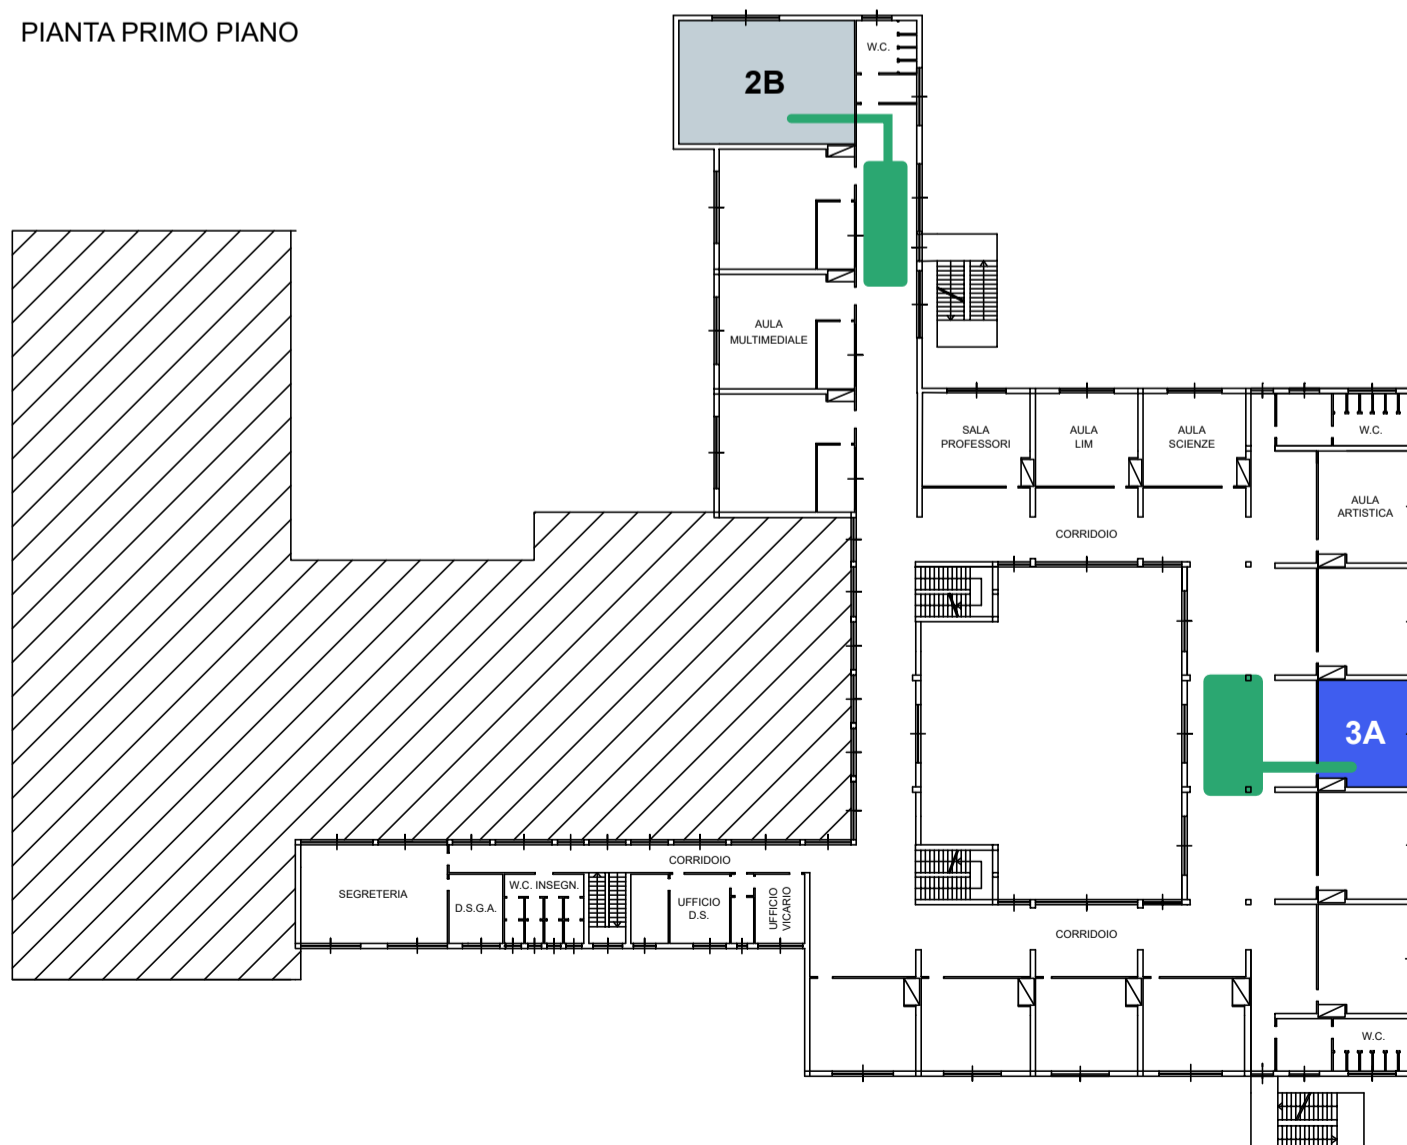 PIANTA PRIMO PIANO
W.C.
2B
AULA
MULTIMEDIALE
SALA
PROFESSORI
AULA
LIM
AULA
SCIENZE
W.C.
AULA
ARTISTICA
CORRIDOIO
3A
CORRIDOIO
SEGRETERIA
D.S.G.A.
W.C. INSEGN.
UFFICIO
D.S.
UFFICIO
VICARIO
CORRIDOIO
W.C.